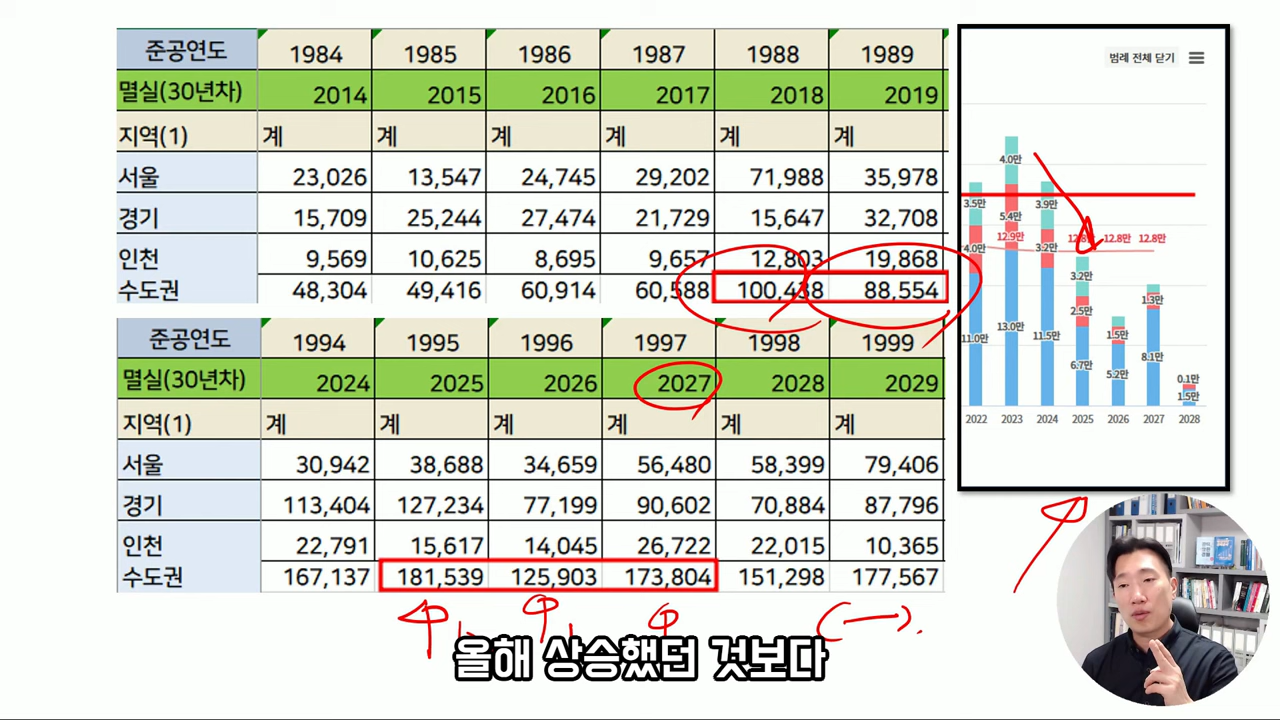 준공연도 1984 1985 1986 1987 1988 1989
멸실(30년차) 2014 2015 2016 2017 2018 2019
지역(1) 계 계 계 계 계 계
서울 23,026 13,547 24,745 29,202 71,988 35,978
경기 15,709 25,244 27,474 21,729 15,647 32,708
인천 9,569 10,625 8,695 9,657 12,803 19,868
수도권 48,304 49,416 60,914 60,588 100,438 88,554
준공연도 1994 1995 1996 1997 1998 1999
멸실(30년차) 2024 2025 2026 2027 2028 2029
지역(1) 계 계 계 계 계 계
서울 30,942 38,688 34,659 56,480 58,399 79,406
경기 113,404 127,234 77,199 90,602 70,884 87,796
인천 22,791 15,617 14,045 26,722 22,015 10,365
수도권 167,137 181,539 125,903 173,804 151,298 177,567
범례 전체 닫기
4.0만
3.5만 3.9만
5.4만
12.9만 12.8만 12.8만
4.0만 3.2만
3.2만
1.3만
2.5만
11.0만 13.0만 11.5만 1.5만
8.1만
6.7만 5.2만
0.1만
1.5만
2022 2023 2024 2025 2026 2027 2028
올해 상승했던 것보다